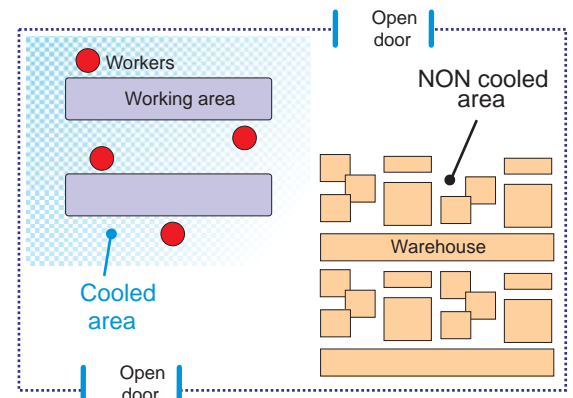 Open
door
Workers
Working area
NON cooled
area
Warehouse
Cooled
area
Open
door